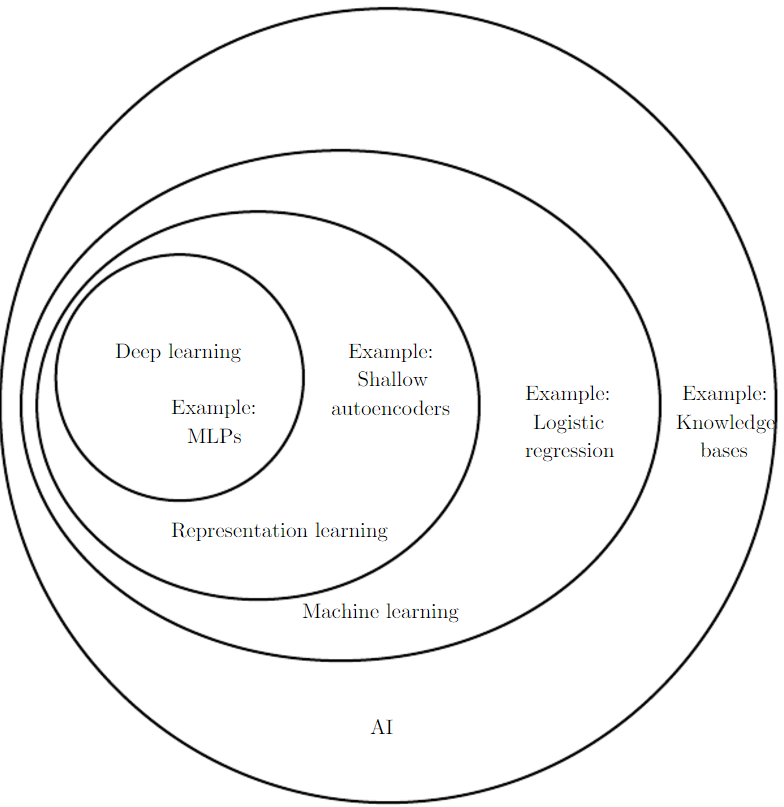 Deep learning
Example:
MLPs
Example:
Shallow
autoencoders
Example:
Logistic
regression
Example:
Knowledge
bases
Representation learning
Machine learning
AI